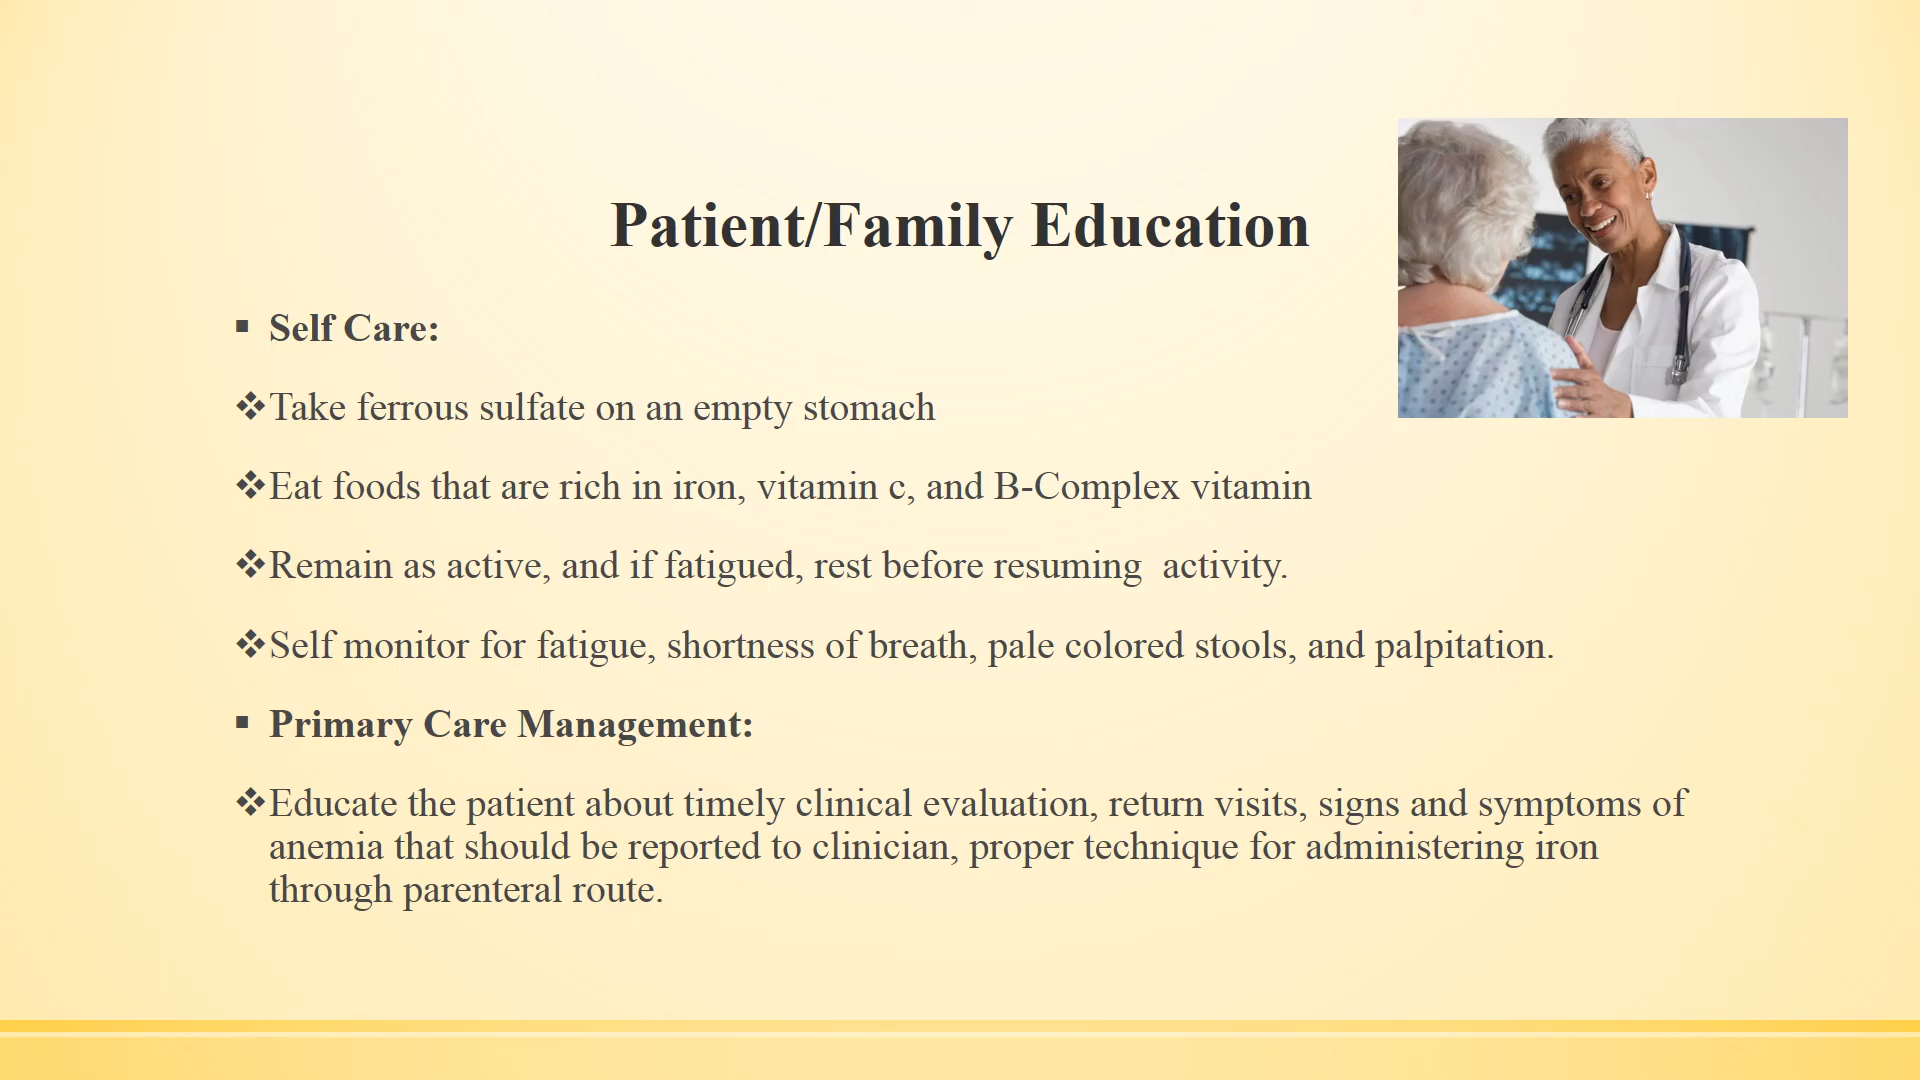 Patient/Family Education
▪ Self Care:
❖Take ferrous sulfate on an empty stomach
❖Eat foods that are rich in iron, vitamin c, and B-Complex vitamin
❖Remain as active, and if fatigued, rest before resuming  activity.
❖Self monitor for fatigue, shortness of breath, pale colored stools, and palpitation.
▪ Primary Care Management:
❖Educate the patient about timely clinical evaluation, return visits, signs and symptoms of
anemia that should be reported to clinician, proper technique for administering iron
through parenteral route.